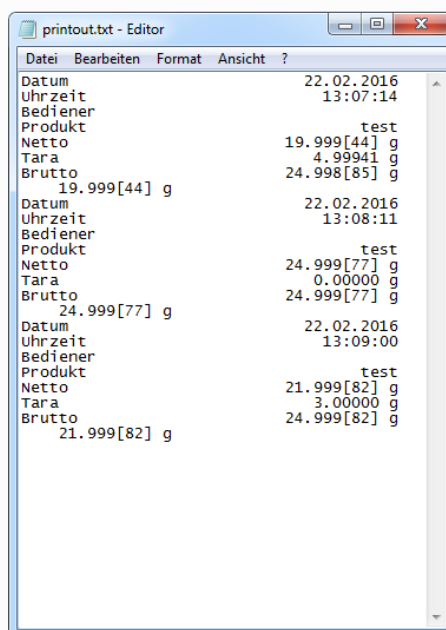 printout.txt - Editor
Datei Bearbeiten Format Ansicht ?
Datum 22.02.2016
Uhrzeit 13:07:14
Bediener
Produkt test
Netto 19.999[44] g
Tara 4.99941 g
Brutto 24.998[85] g
19.999[44] g
Datum 22.02.2016
Uhrzeit 13:08:11
Bediener
Produkt test
Netto 24.999[77] g
Tara 0.00000 g
Brutto 24.999[77] g
24.999[77] g
Datum 22.02.2016
Uhrzeit 13:09:00
Bediener
Produkt test
Netto 21.999[82] g
Tara 3.00000 g
Brutto 24.999[82] g
21.999[82] g